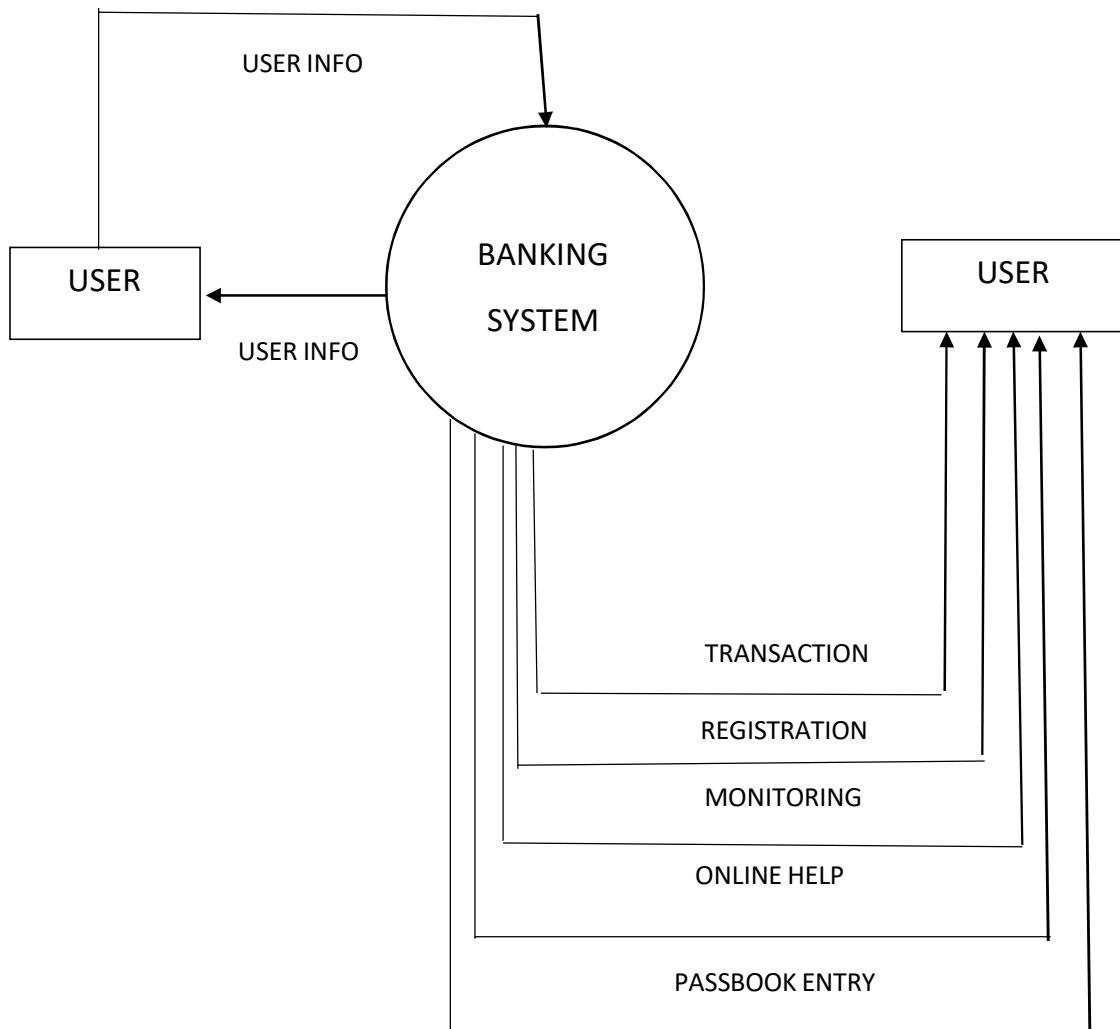 USER INFO
BANKING
SYSTEM
USER
USER
USER INFO
TRANSACTION
REGISTRATION
MONITORING
ONLINE HELP
PASSBOOK ENTRY